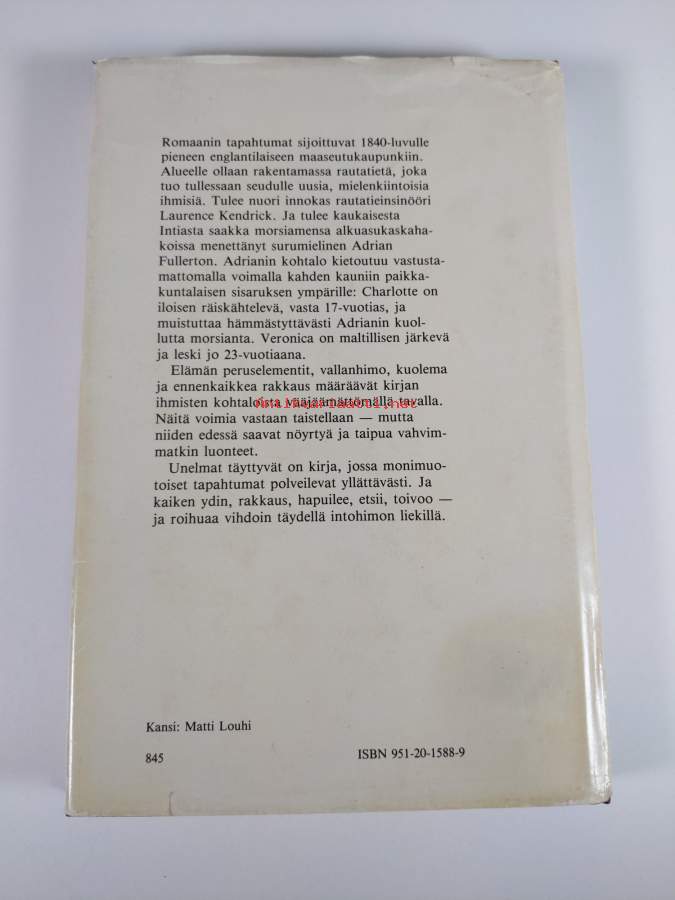 Romaanin tapahtumat sijoittuvat 1840-luvulle
pieneen englantilaiseen maaseutukaupunkiin.
Alueelle ollaan rakentamassa rautatietä, joka
tuo tullessaan seudulle uusia, mielenkiintoisia
ihmisiä. Tulee nuori innokas rautatieinsinööri
Laurence Kendrick. Ja tulee kaukaisesta
Intiasta saakka morsiamensa alkuasukaskaha-
koissa menettänyt surumielinen Adrian
Fullerton. Adrianin kohtalo kietoutuu vastusta-
mattomalla voimalla kahden kauniin paikka-
kuntalaisen sisaruksen ympärille: Charlotte on
iloisen räiskähtelevä, vasta 17-vuotias, ja
muistuttaa hämmästyttävästi Adrianin kuol-
lutta morsianta. Veronica on maltillisen järkevä
ja leski jo 23-vuotiaana.
Elämän peruselementit, vallanhimo, kuolema
ja ennenkaikkea rakkaus määräävät kirjan
ihmisten kohtaloista vääjäämättömällä tavalla.
Antikvariaatti.net
Näitä voimia vastaan taistellaan — mutta
niiden edessä saavat nöyrtyä ja taipua vahvim-
matkin luonteet.
Unelmat täyttyvät on kirja, jossa monimuo-
toiset tapahtumat polveilevat yllättävästi. Ja
kaiken ydin, rakkaus, hapuilee, etsii, toivoo —
ja roihuaa vihdoin täydellä intohimon liekillä.
Kansi: Matti Louhi
845
ISBN 951-20-1588-9